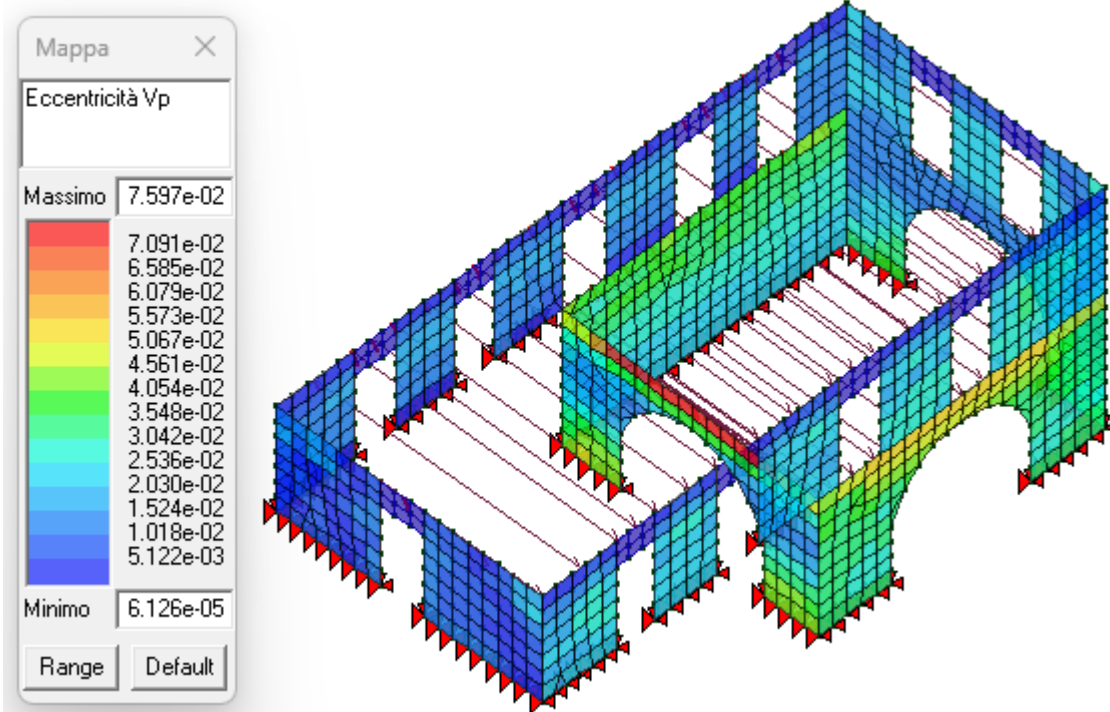 Mappa
Eccentricità Vp
Massimo 7.597e-02
7.091e-02
6.585e-02
6.079e-02
5.573e-02
5.067e-02
4.561e-02
4.054e-02
3.548e-02
3.042e-02
2.536e-02
2.030e-02
1.524e-02
1.018e-02
5.122e-03
Minimo 6.126e-05
Range Default